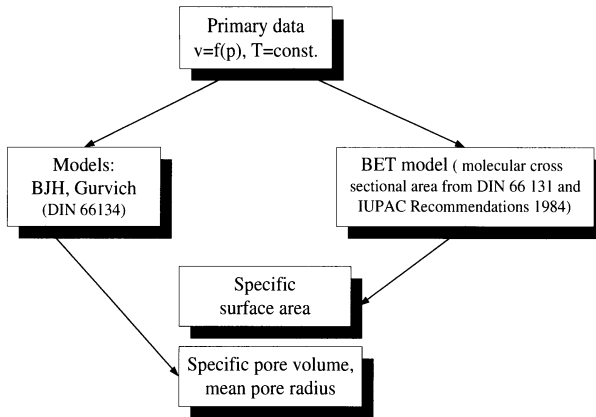 Primary data
v=f(p), T=const.
Models:
BJH, Gurvich
(DIN 66134)
BET model ( molecular cross
sectional area from DIN 66 131 and
IUPAC Recommendations 1984)
Specific
surface area
Specific pore volume,
mean pore radius